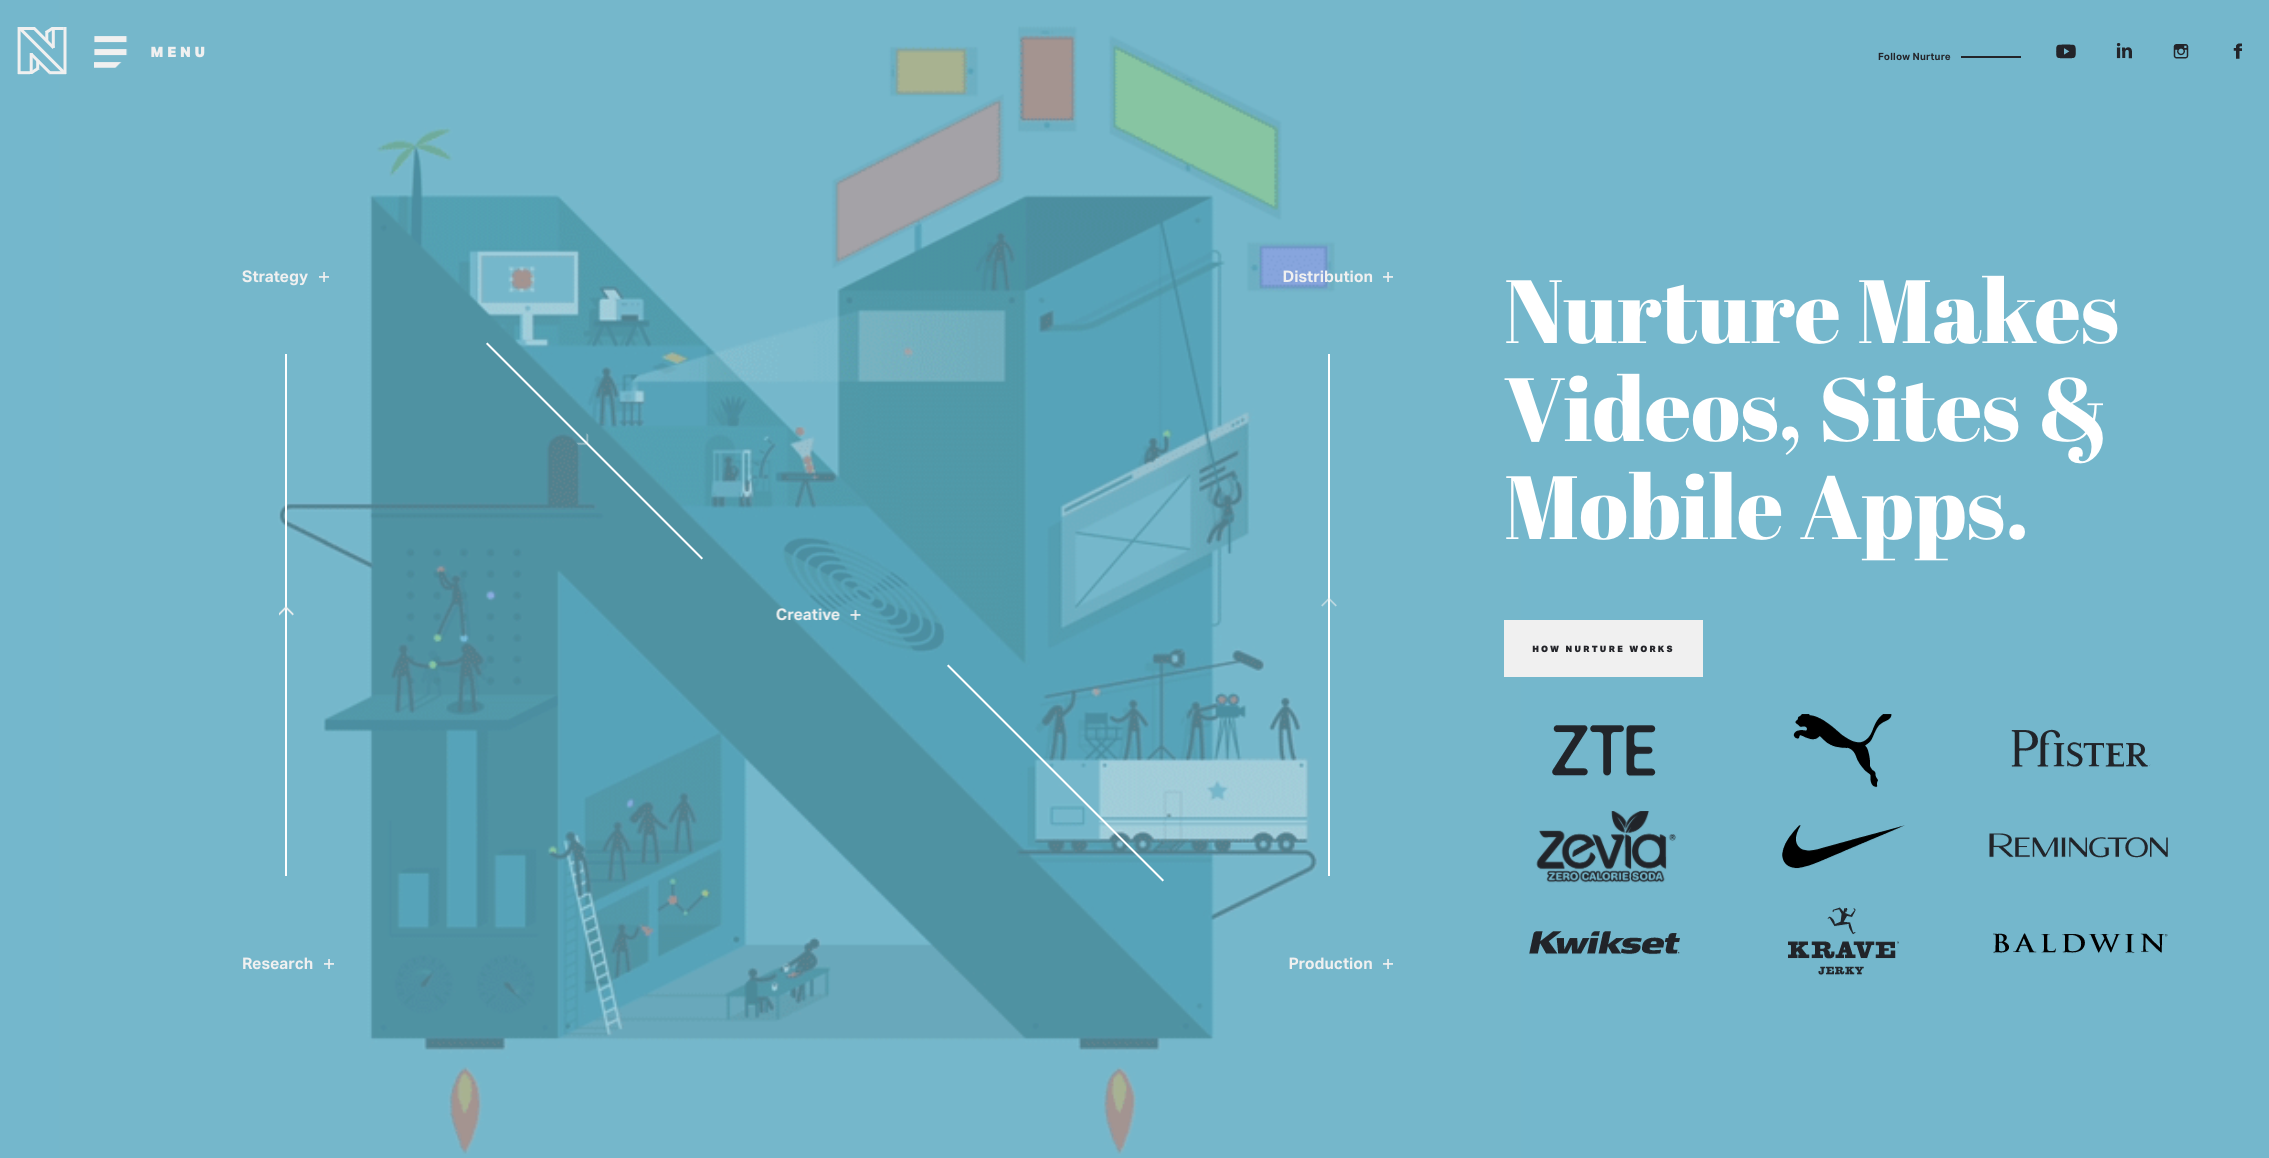 MENU
Follow Nurture
Strategy +
Distribution +
Creative +
Research +
Production +
Nurture Makes
Videos, Sites &
Mobile Apps.
HOW NURTURE WORKS
ZTE
Pfister
Zevia®
ZERO CALORIE SODA
Remington
Kwikset
KRAVE
JERKY
BALDWIN